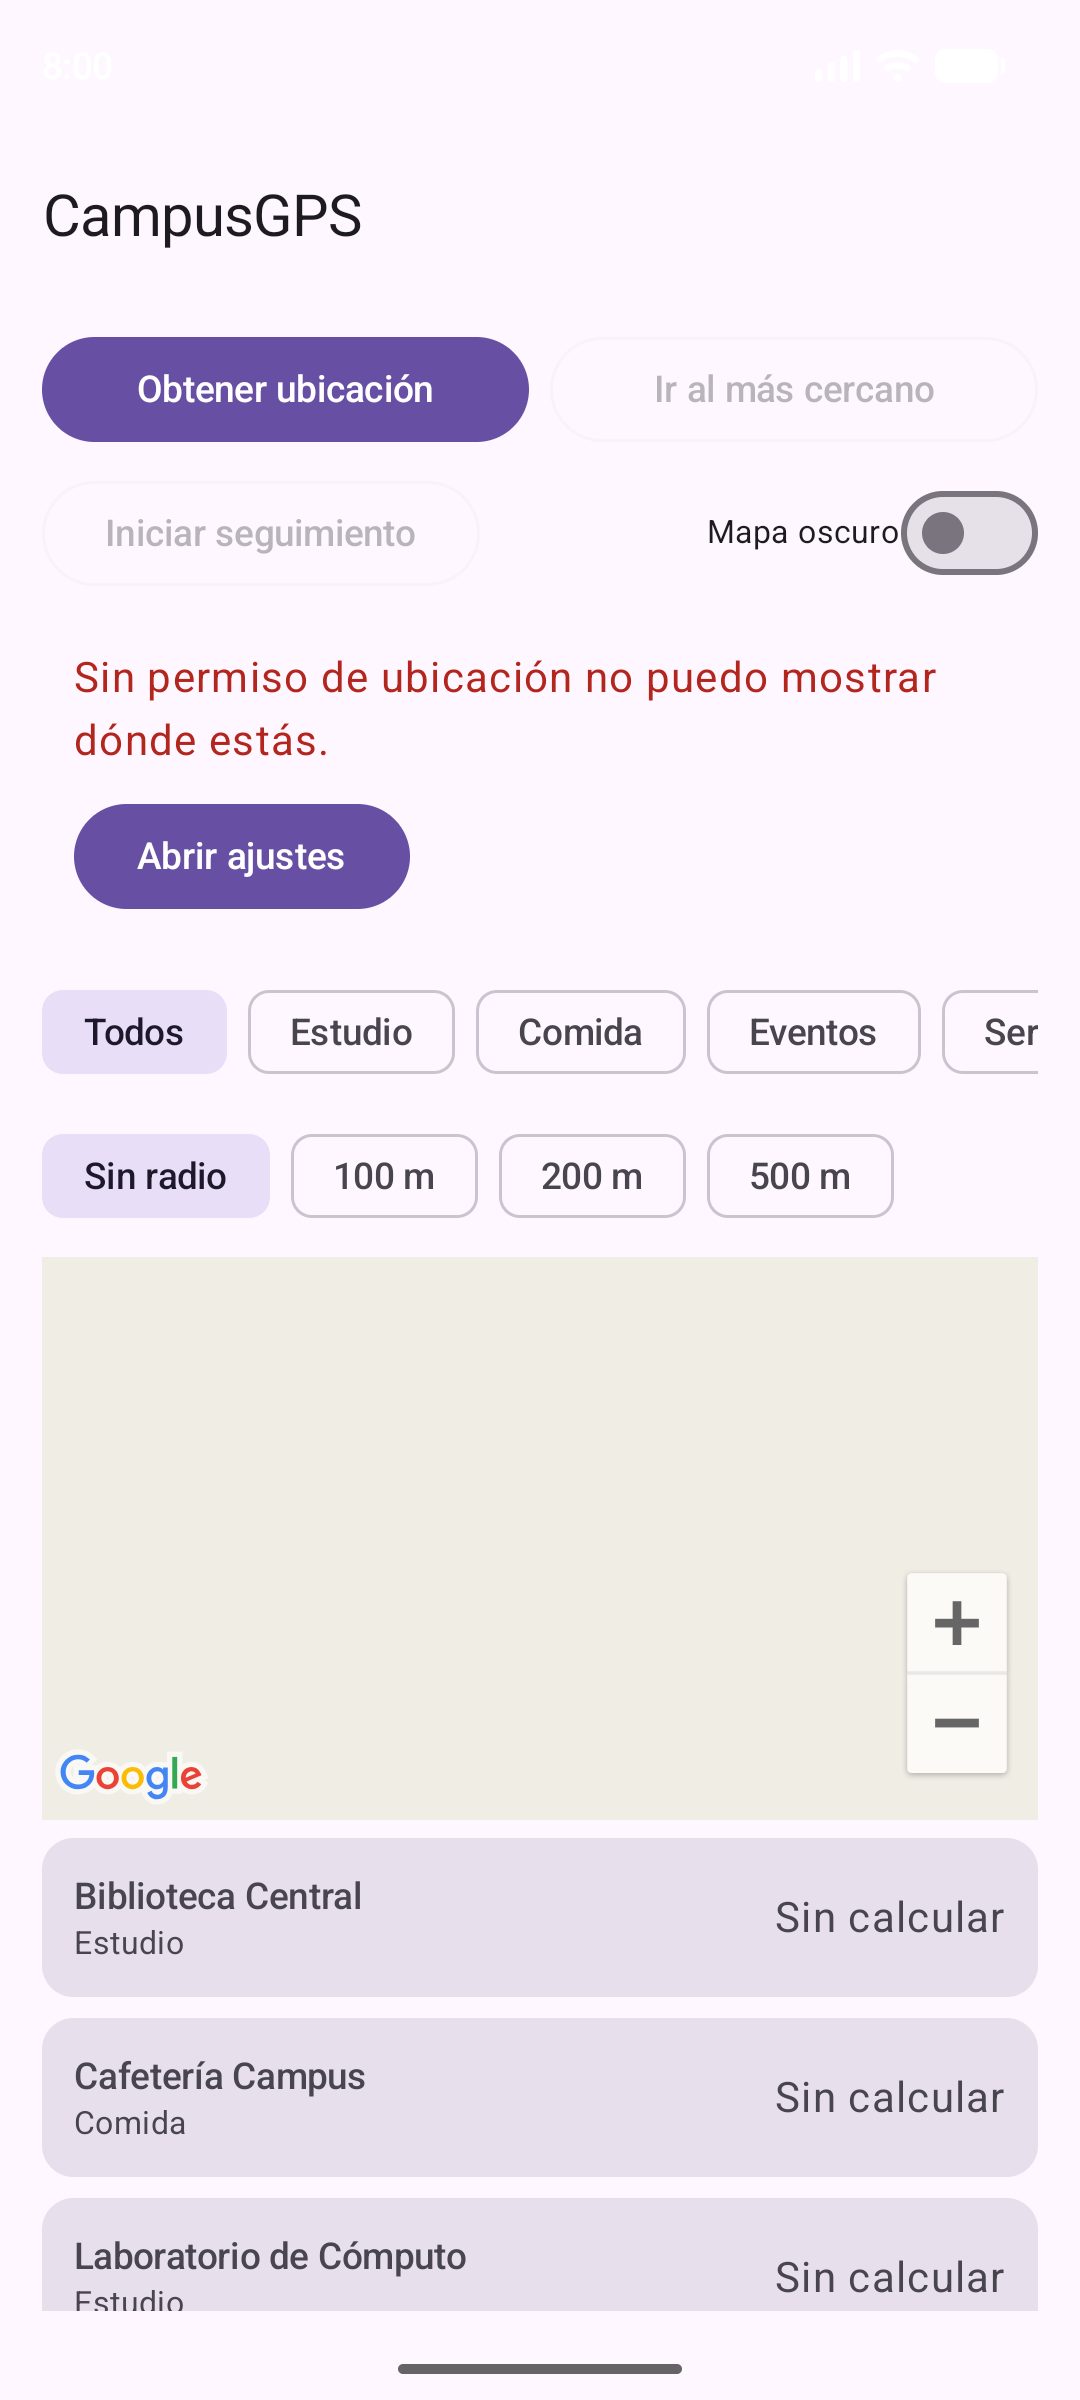 8:00
CampusGPS
Obtener ubicación
Ir al más cercano
Iniciar seguimiento
Mapa oscuro
Sin permiso de ubicación no puedo mostrar
dónde estás.
Abrir ajustes
Todos
Estudio
Comida
Eventos
Ser
Sin radio
100 m
200 m
500 m
Google
Biblioteca Central
Estudio
Sin calcular
Cafetería Campus
Comida
Sin calcular
Laboratorio de Cómputo
Estudio
Sin calcular